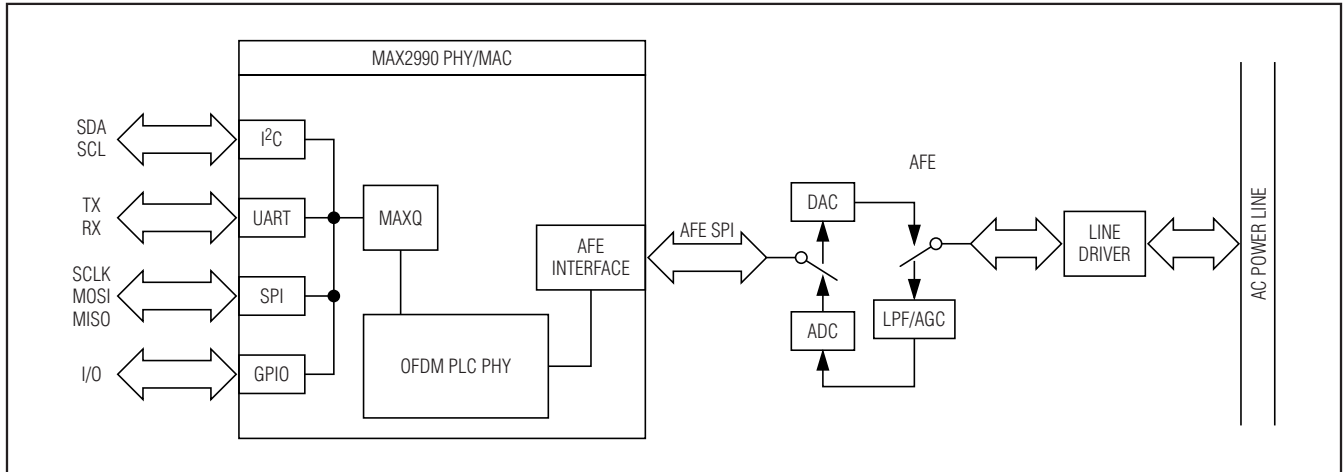 MAX2990 PHY/MAC
SDA
SCL
I²C
TX
RX
UART
MAXQ
SCLK
MOSI
MISO
SPI
I/O
GPIO
OFDM PLC PHY
AFE
INTERFACE
AFE SPI
AFE
DAC
ADC
LPF/AGC
LINE
DRIVER
AC POWER LINE